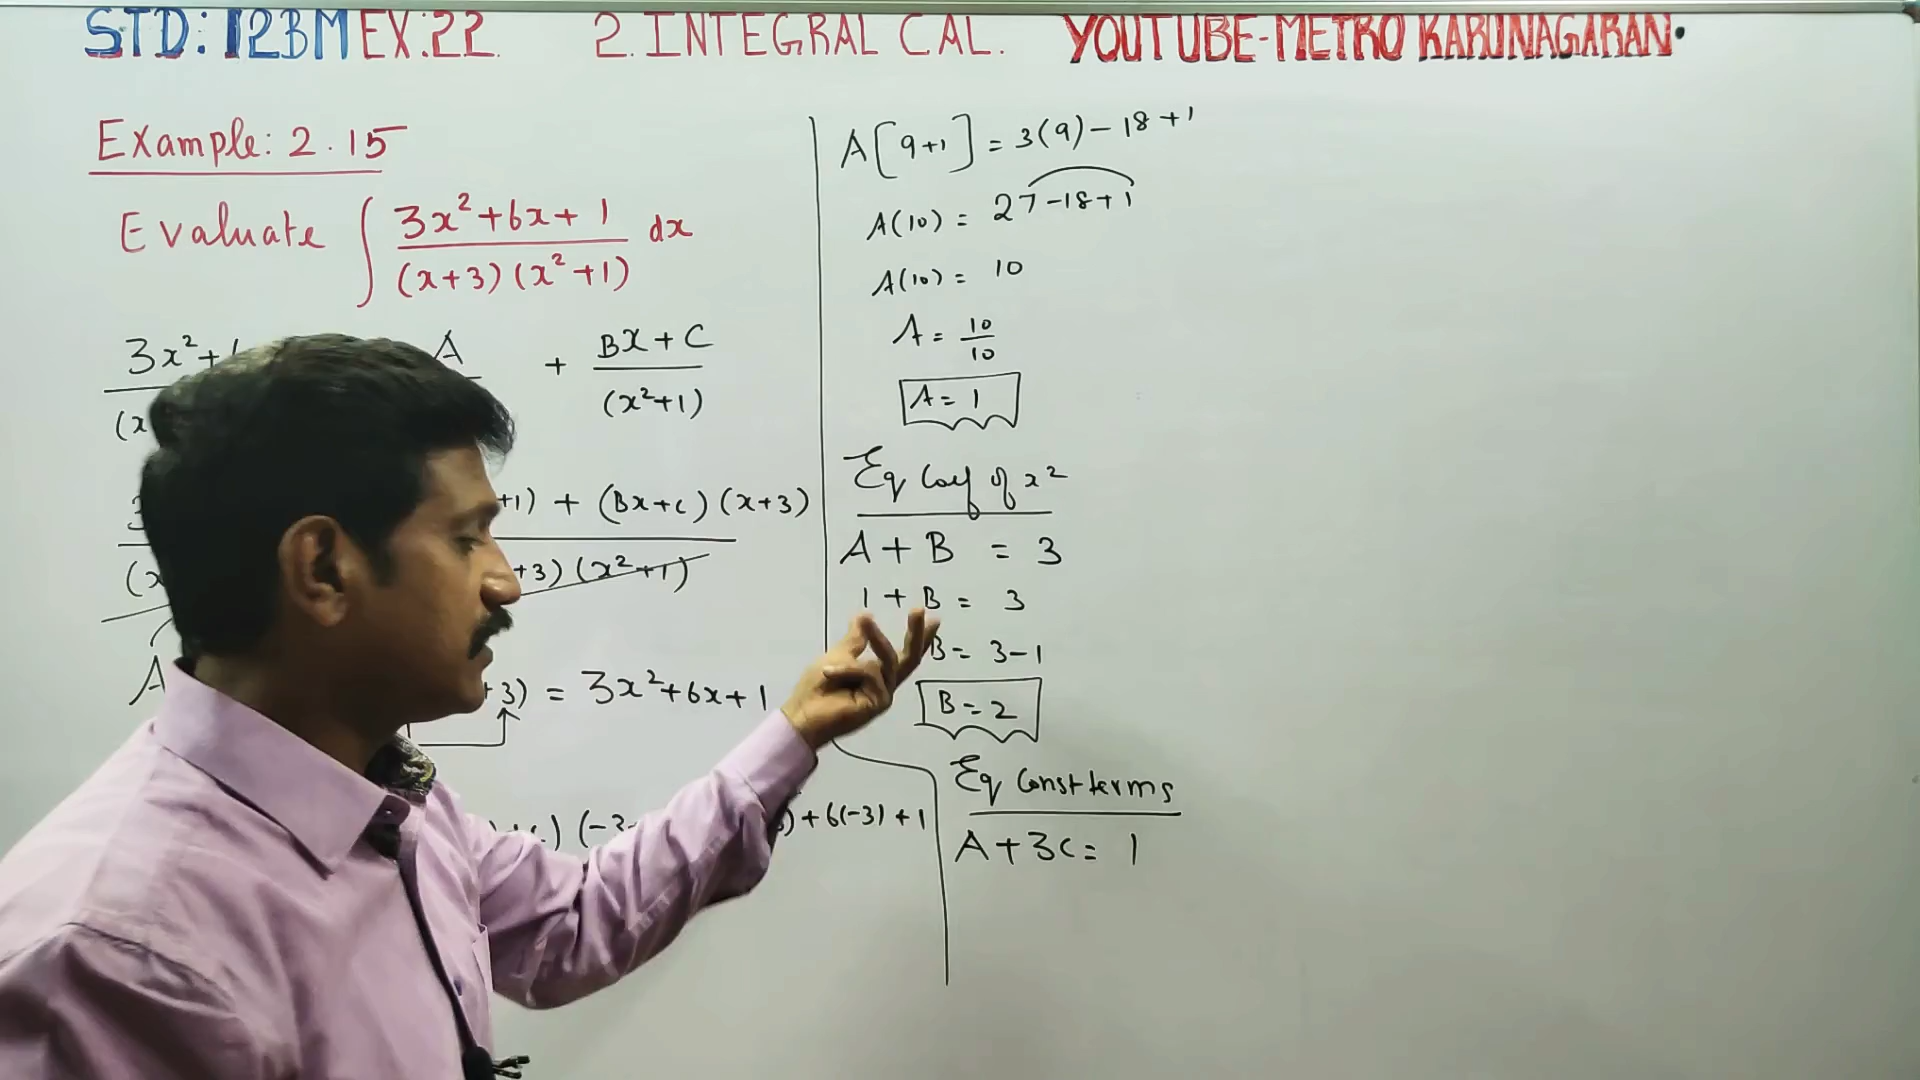 STD: 12BM EX:22. 2. INTEGRAL CAL. YOUTUBE-METRO KARUNAGARAN.
Example: 2.15
Evaluate ∫ 3x²+6x+1 / (x+3)(x²+1) dx
3x²+ A + Bx+C / (x²+1)
(x
+1) + (Bx+C)(x+3)
(x +3)(x²+1)
A +3) = 3x²+6x+1
) (-3 )+6(-3)+1
A[9+1] = 3(9)-18+1
A(10) = 27-18+1
A(10) = 10
A = 10/10
A = 1
Eq Coef of x²
A+B = 3
1+B = 3
B = 3-1
B = 2
Eq Const terms
A+3C = 1